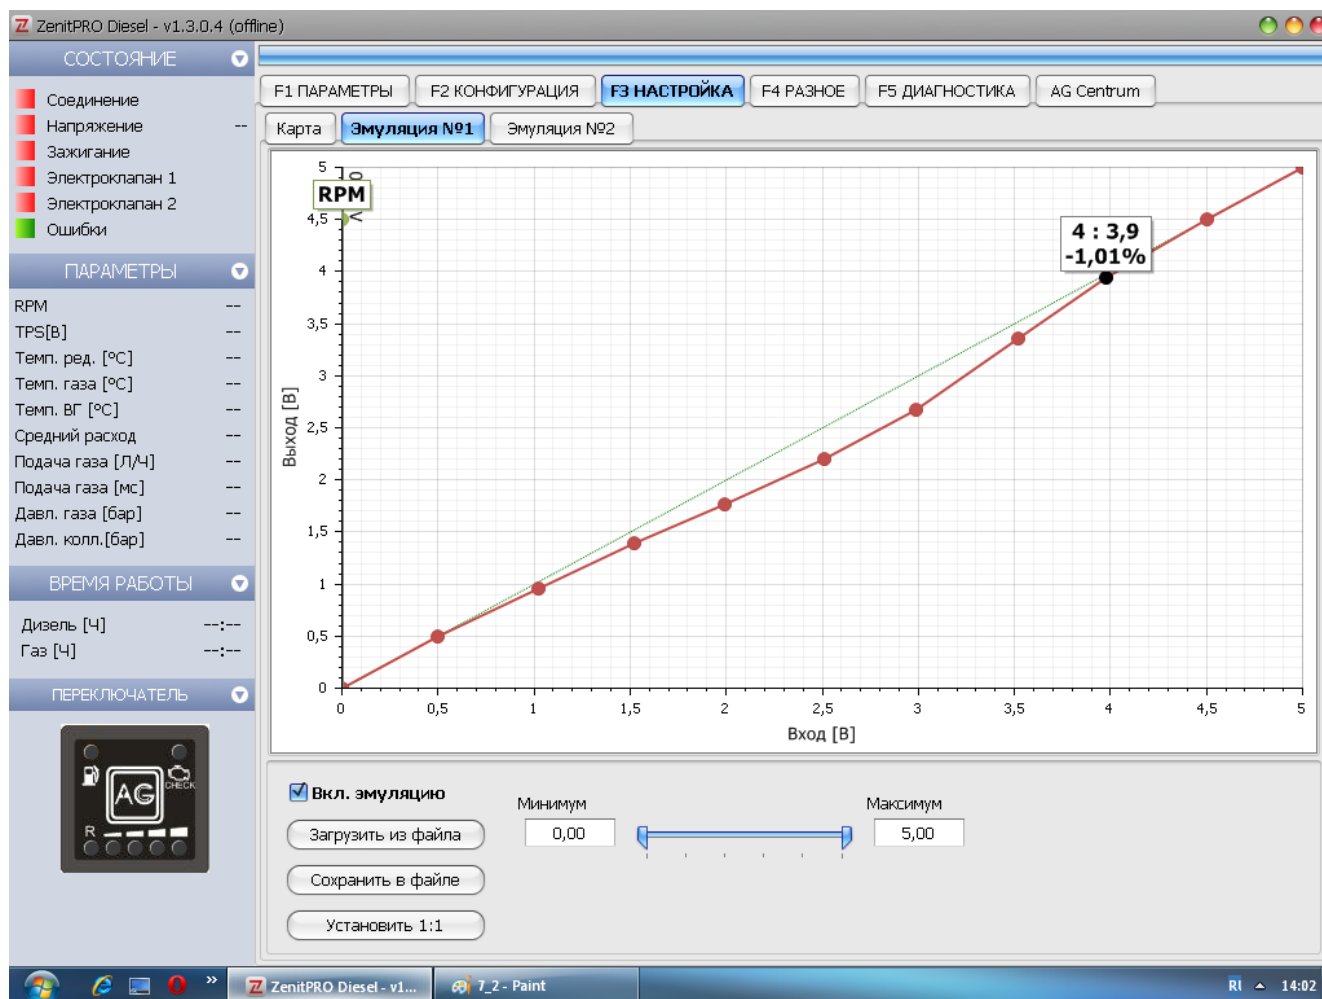 ZenitPRO Diesel - v1.3.0.4 (offline)
СОСТОЯНИЕ
Соединение
Напряжение --
Зажигание
Электроклапан 1
Электроклапан 2
Ошибки
ПАРАМЕТРЫ
RPM --
TPS[В] --
Темп. ред. [ºC] --
Темп. газа [ºC] --
Темп. ВГ [ºC] --
Средний расход --
Подача газа [Л/Ч] --
Подача газа [мс] --
Давл. газа [бар] --
Давл. колл.[бар] --
ВРЕМЯ РАБОТЫ
Дизель [Ч] --:--
Газ [Ч] --:--
ПЕРЕКЛЮЧАТЕЛЬ
AG
CHECK
R
F1 ПАРАМЕТРЫ F2 КОНФИГУРАЦИЯ F3 НАСТРОЙКА F4 РАЗНОЕ F5 ДИАГНОСТИКА AG Centrum
Карта Эмуляция №1 Эмуляция №2
RPM
4 : 3,9
-1,01%
5
4,5
4
3,5
3
2,5
2
1,5
1
0,5
0
Выход [В]
0 0,5 1 1,5 2 2,5 3 3,5 4 4,5 5
Вход [В]
Вкл. эмуляцию
Загрузить из файла
Сохранить в файле
Установить 1:1
Минимум Максимум
0,00 5,00
» ZenitPRO Diesel - v1... 7_2 - Paint 14:02